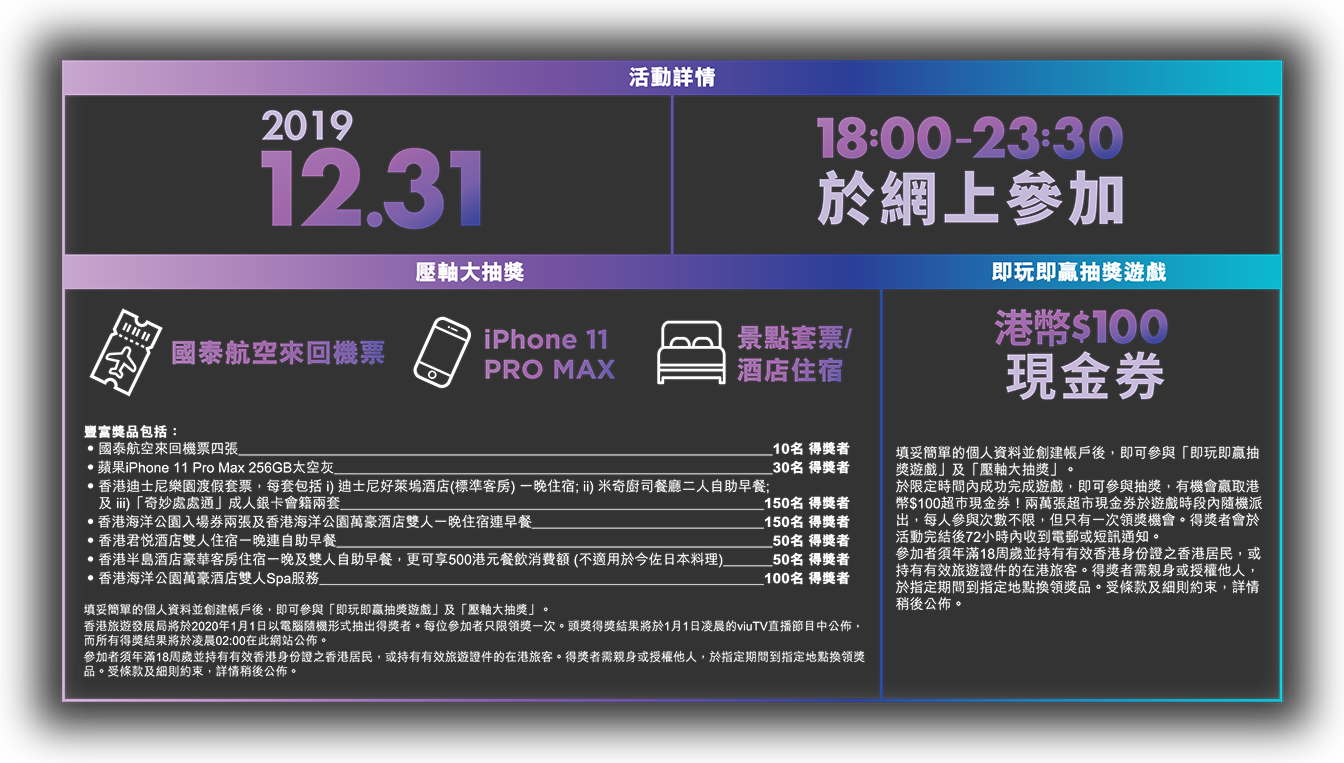 活動詳情
2019
12.31
18:00-23:30
於網上參加
壓軸大抽獎
即玩即贏抽獎遊戲
國泰航空來回機票
iPhone 11
PRO MAX
景點套票/
酒店住宿
港幣$100
現金券
豐富獎品包括：
• 國泰航空來回機票四張 10名 得獎者
• 蘋果iPhone 11 Pro Max 256GB太空灰 30名 得獎者
• 香港迪士尼樂園渡假套票，每套包括 i) 迪士尼好萊塢酒店(標準客房) 一晚住宿; ii) 米奇廚司餐廳二人自助早餐;
及 iii)「奇妙處處通」成人銀卡會籍兩套 150名 得獎者
• 香港海洋公園入場券兩張及香港海洋公園萬豪酒店雙人一晚住宿連早餐 150名 得獎者
• 香港君悅酒店雙人住宿一晚連自助早餐 50名 得獎者
• 香港半島酒店豪華客房住宿一晚及雙人自助早餐，更可享500港元餐飲消費額 (不適用於今佐日本料理) 50名 得獎者
• 香港海洋公園萬豪酒店雙人Spa服務 100名 得獎者
填妥簡單的個人資料並創建帳戶後，即可參與「即玩即贏抽獎遊戲」及「壓軸大抽獎」。
香港旅遊發展局將於2020年1月1日以電腦隨機形式抽出得獎者。每位參加者只限領獎一次。頭獎得獎結果將於1月1日凌晨的viuTV直播節目中公佈，
而所有得獎結果將於凌晨02:00在此網站公佈。
參加者須年滿18周歲並持有有效香港身份證之香港居民，或持有有效旅遊證件的在港旅客。得獎者需親身或授權他人，於指定期間到指定地點換領獎
品。受條款及細則約束，詳情稍後公佈。
填妥簡單的個人資料並創建帳戶後，即可參與「即玩即贏抽
獎遊戲」及「壓軸大抽獎」。
於限定時間內成功完成遊戲，即可參與抽獎，有機會贏取港
幣$100超市現金券！兩萬張超市現金券於遊戲時段內隨機派
出，每人參與次數不限，但只有一次領獎機會。得獎者會於
活動完結後72小時內收到電郵或短訊通知。
參加者須年滿18周歲並持有有效香港身份證之香港居民，或
持有有效旅遊證件的在港旅客。得獎者需親身或授權他人，
於指定期間到指定地點換領獎品。受條款及細則約束，詳情
稍後公佈。